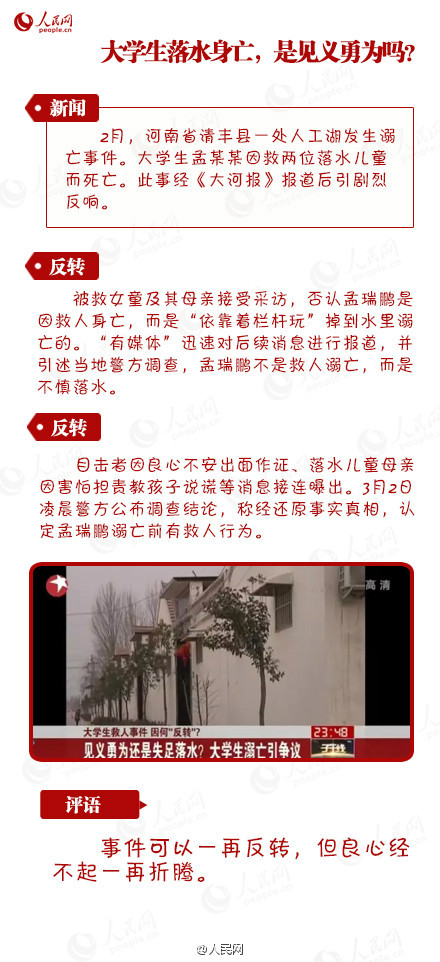 人民网
people.cn
大学生落水身亡，是见义勇为吗？
新闻
2月，河南省清丰县一处人工湖发生溺
亡事件。大学生孟某某因救两位落水儿童
而死亡。此事经《大河报》报道后引剧烈
反响。
反转
被救女童及其母亲接受采访，否认孟瑞鹏是
因救人身亡，而是“依靠着栏杆玩”掉到水里溺
亡的。“有媒体”迅速对后续消息进行报道，并
引述当地警方调查，孟瑞鹏不是救人溺亡，而是
不慎落水。
反转
目击者因良心不安出面作证、落水儿童母亲
因害怕担责教孩子说谎等消息接连曝出。3月2日
凌晨警方公布调查结论，称经还原事实真相，认
定孟瑞鹏溺亡前有救人行为。
高清
大学生救人事件 因何“反转”？
23:48
见义勇为还是失足落水？大学生溺亡引争议
评语
事件可以一再反转，但良心经
不起一再折腾。
@人民网